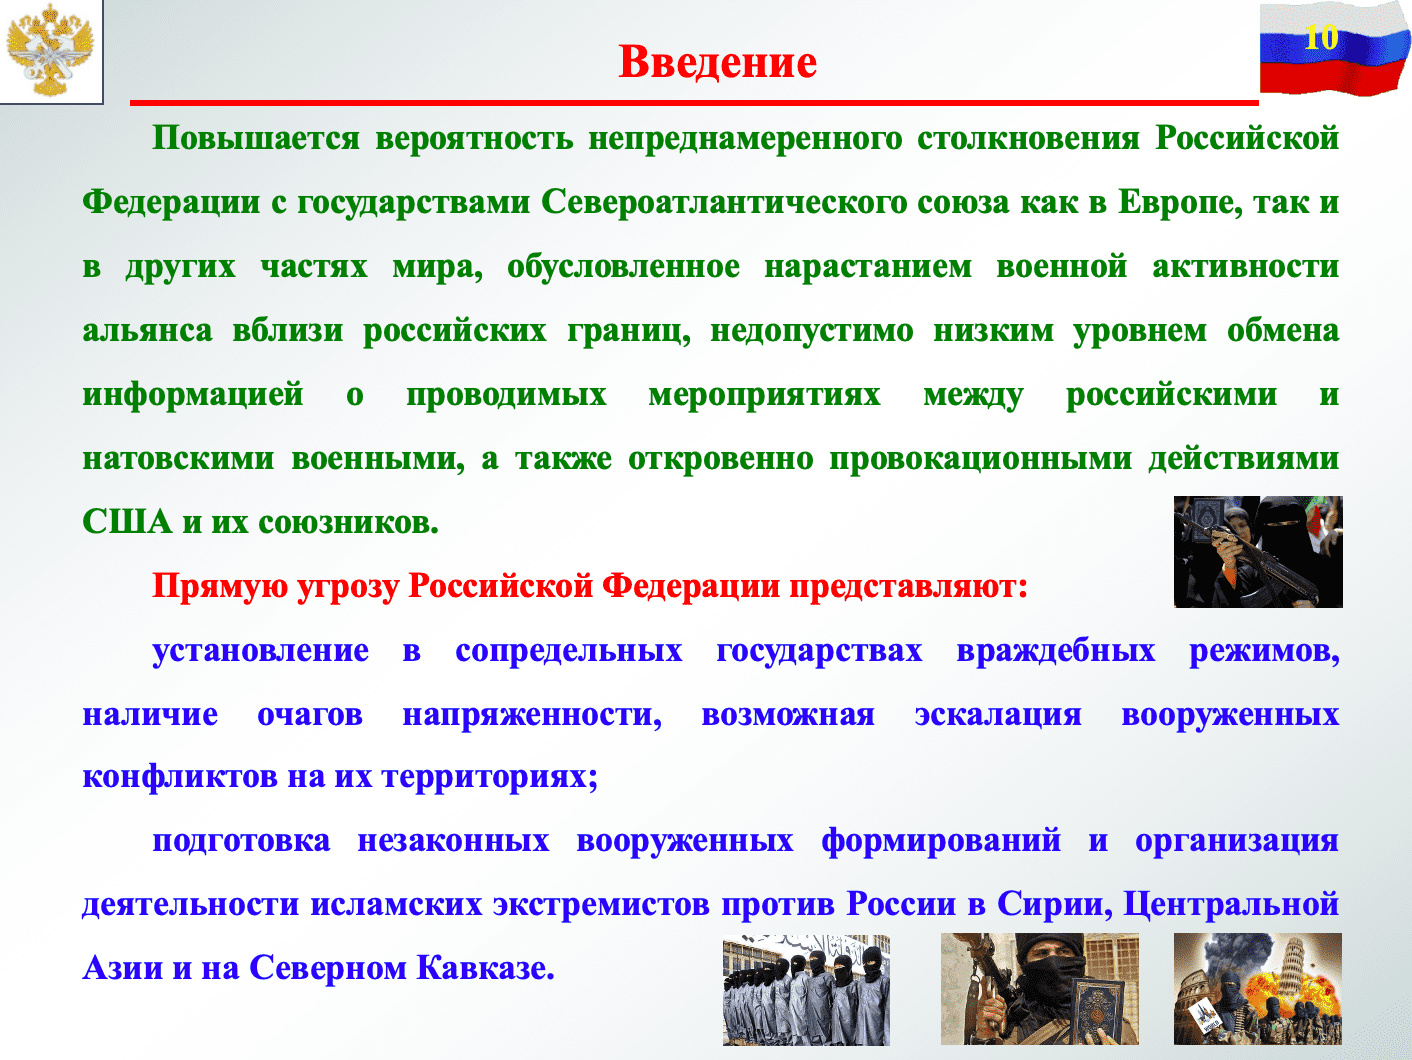 Введение
10
Повышается вероятность непреднамеренного столкновения Российской
Федерации с государствами Североатлантического союза как в Европе, так и
в других частях мира, обусловленное нарастанием военной активности
альянса вблизи российских границ, недопустимо низким уровнем обмена
информацией о проводимых мероприятиях между российскими и
натовскими военными, а также откровенно провокационными действиями
США и их союзников.
Прямую угрозу Российской Федерации представляют:
установление в сопредельных государствах враждебных режимов,
наличие очагов напряженности, возможная эскалация вооруженных
конфликтов на их территориях;
подготовка незаконных вооруженных формирований и организация
деятельности исламских экстремистов против России в Сирии, Центральной
Азии и на Северном Кавказе.